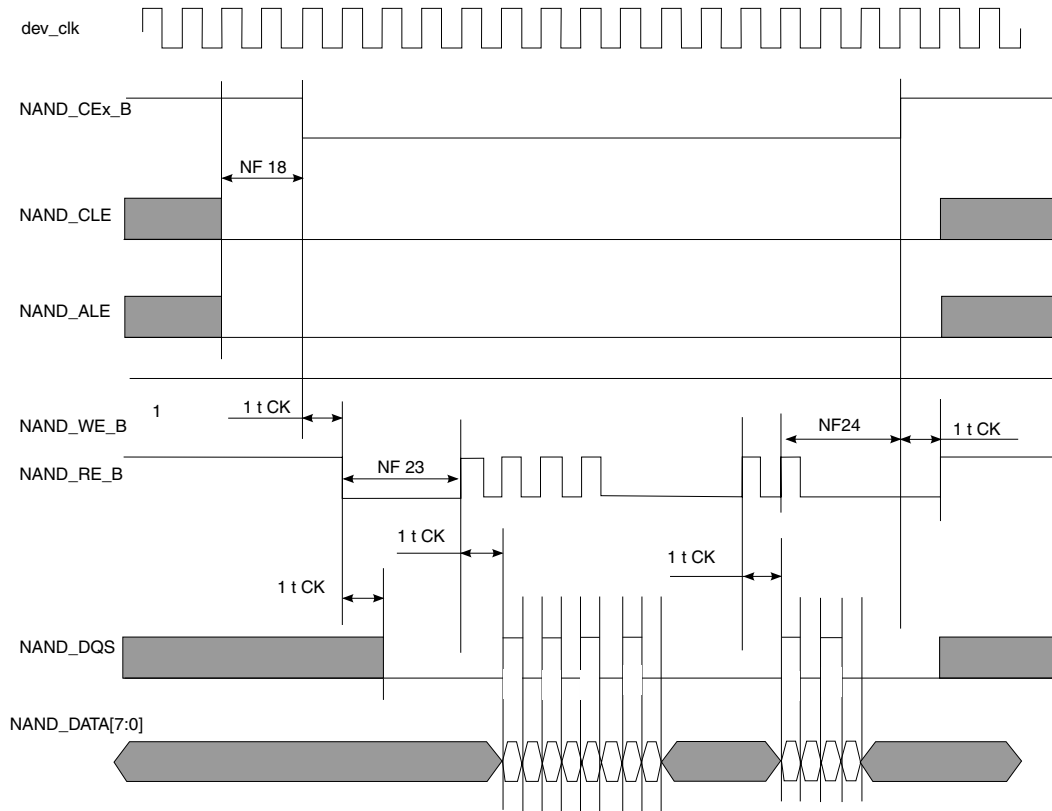 dev_clk
NAND_CEx_B
NF 18
NAND_CLE
NAND_ALE
1
1 t CK
NF24
1 t CK
NAND_WE_B
NF 23
NAND_RE_B
1 t CK
1 t CK
1 t CK
NAND_DQS
NAND_DATA[7:0]